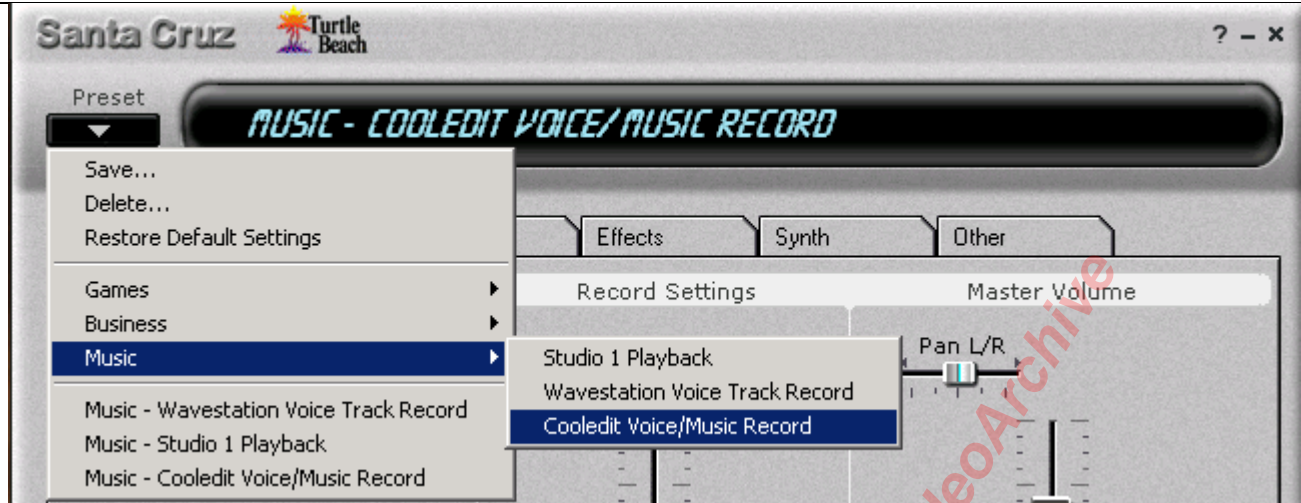 Santa Cruz Turtle Beach
? – ×
Preset
MUSIC - COOLEDIT VOICE/MUSIC RECORD
Save...
Delete...
Restore Default Settings
Effects Synth Other
Games
Business
Music
Record Settings Master Volume
Pan L/R
Studio 1 Playback
Wavestation Voice Track Record
Cooledit Voice/Music Record
Music - Wavestation Voice Track Record
Music - Studio 1 Playback
Music - Cooledit Voice/Music Record